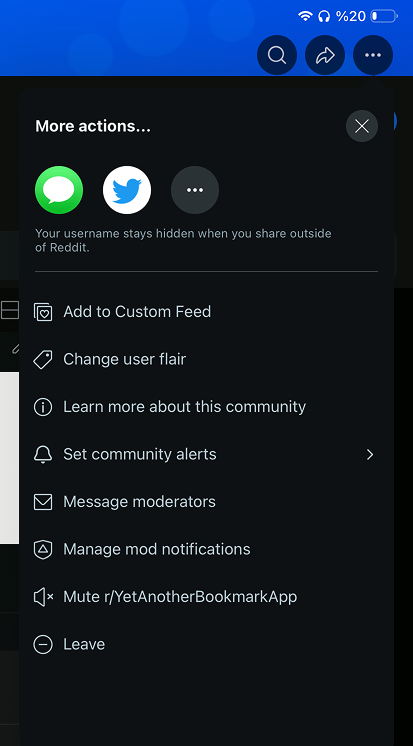 %20
More actions...
Your username stays hidden when you share outside
of Reddit.
Add to Custom Feed
Change user flair
Learn more about this community
Set community alerts
Message moderators
Manage mod notifications
Mute r/YetAnotherBookmarkApp
Leave